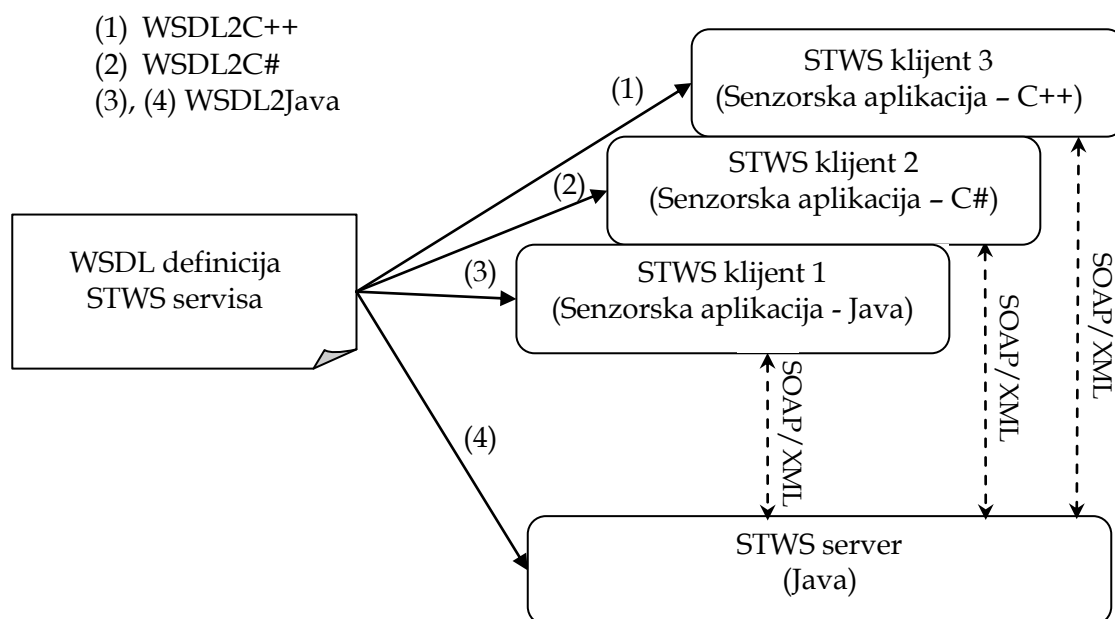 (1) WSDL2C++
(2) WSDL2C#
(3), (4) WSDL2Java
WSDL definicija
STWS servisa
(1)
(2)
(3)
(4)
STWS klijent 3
(Senzorska aplikacija – C++)
STWS klijent 2
(Senzorska aplikacija – C#)
STWS klijent 1
(Senzorska aplikacija - Java)
SOAP/XML
SOAP/XML
SOAP/XML
STWS server
(Java)